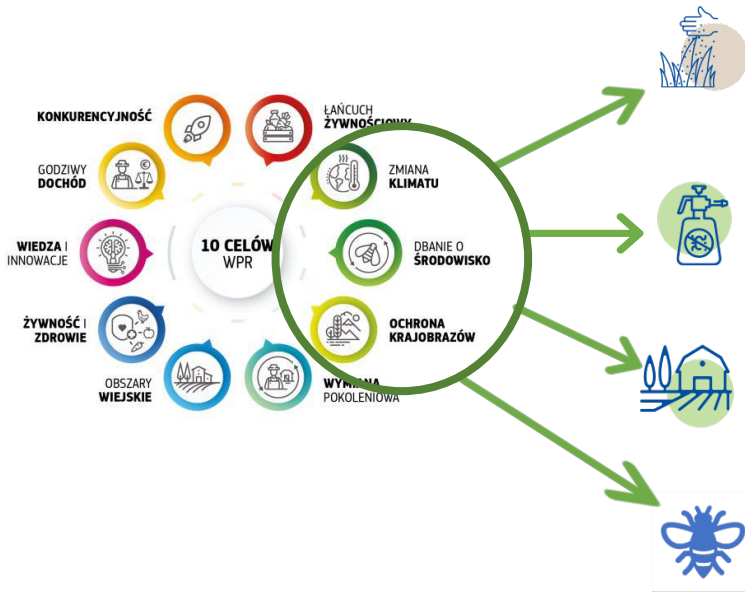 KONKURENCYJNOŚĆ
ŁAŃCUCH
ŻYWNOŚCIOWY
GODZIWY
DOCHÓD
ZMIANA
KLIMATU
WIEDZA I
INNOWACJE
10 CELÓW
WPR
DBANIE O
ŚRODOWISKO
ŻYWNOŚĆ I
ZDROWIE
OCHRONA
KRAJOBRAZÓW
OBSZARY
WIEJSKIE
WYMIANA
POKOLENIOWA